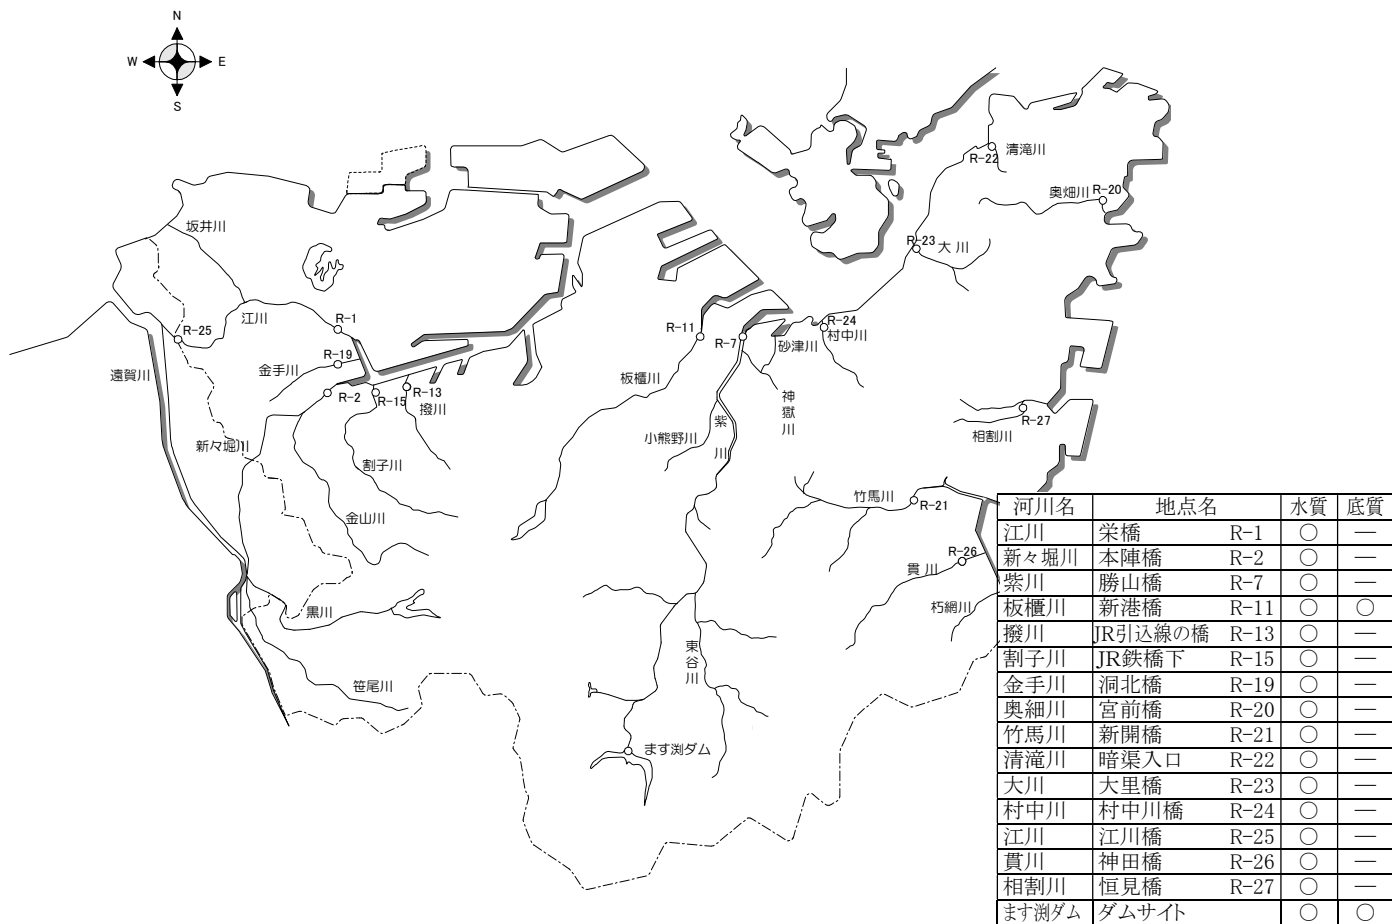 N
W E
S
清滝川
R-22
奥畑川 R-20
坂井川
R-23 大川
江川
R-1
R-25
R-11
R-7
R-24
村中川
砂津川
R-19
金手川
遠賀川
板櫃川
R-2
R-15
R-13
撥川
神嶽川
紫川
小熊野川
相割川
R-27
新々堀川
割子川
竹馬川
R-21
金山川
R-26
貫川
朽網川
黒川
東谷川
笹尾川
ます渕ダム
河川名 地点名 水質 底質
江川 栄橋 R-1 ○ ―
新々堀川 本陣橋 R-2 ○ ―
紫川 勝山橋 R-7 ○ ―
板櫃川 新港橋 R-11 ○ ○
撥川 JR引込線の橋 R-13 ○ ―
割子川 JR鉄橋下 R-15 ○ ―
金手川 洞北橋 R-19 ○ ―
奥細川 宮前橋 R-20 ○ ―
竹馬川 新開橋 R-21 ○ ―
清滝川 暗渠入口 R-22 ○ ―
大川 大里橋 R-23 ○ ―
村中川 村中川橋 R-24 ○ ―
江川 江川橋 R-25 ○ ―
貫川 神田橋 R-26 ○ ―
相割川 恒見橋 R-27 ○ ―
ます渕ダム ダムサイト ○ ○